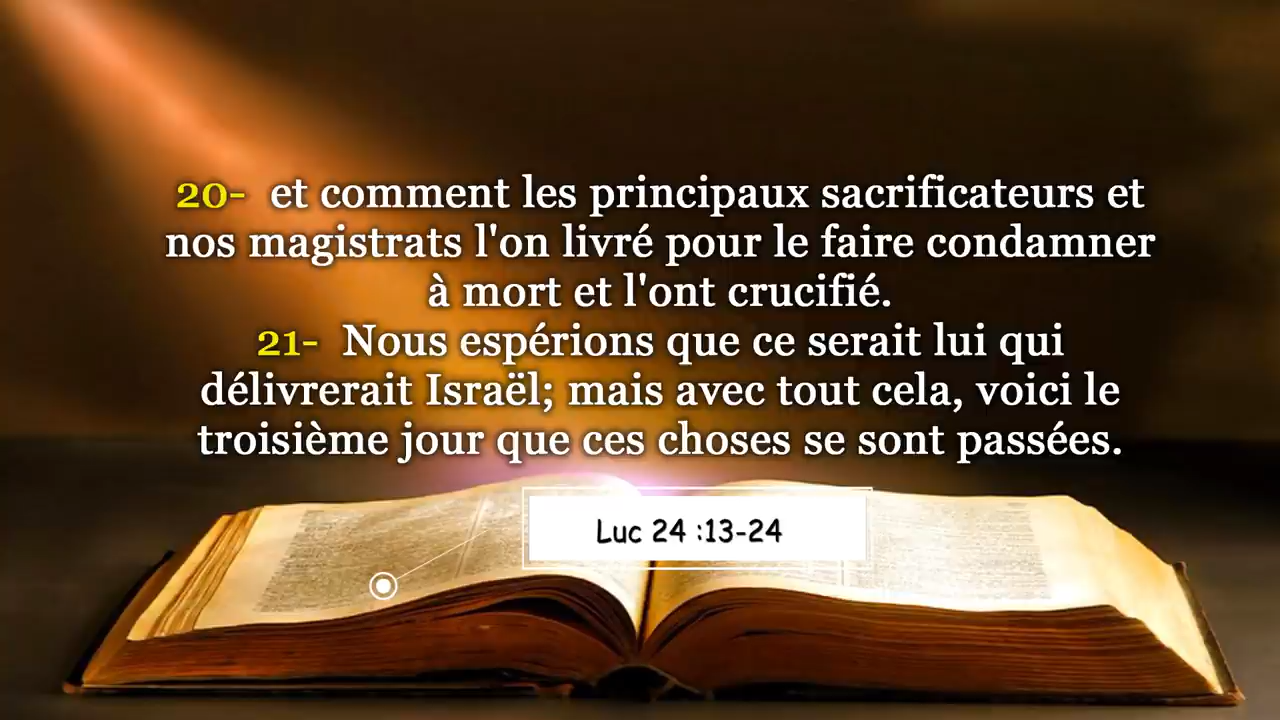 20- et comment les principaux sacrificateurs et
nos magistrats l'on livré pour le faire condamner
à mort et l'ont crucifié.
21- Nous espérions que ce serait lui qui
délivrerait Israël; mais avec tout cela, voici le
troisième jour que ces choses se sont passées.
Luc 24 :13-24